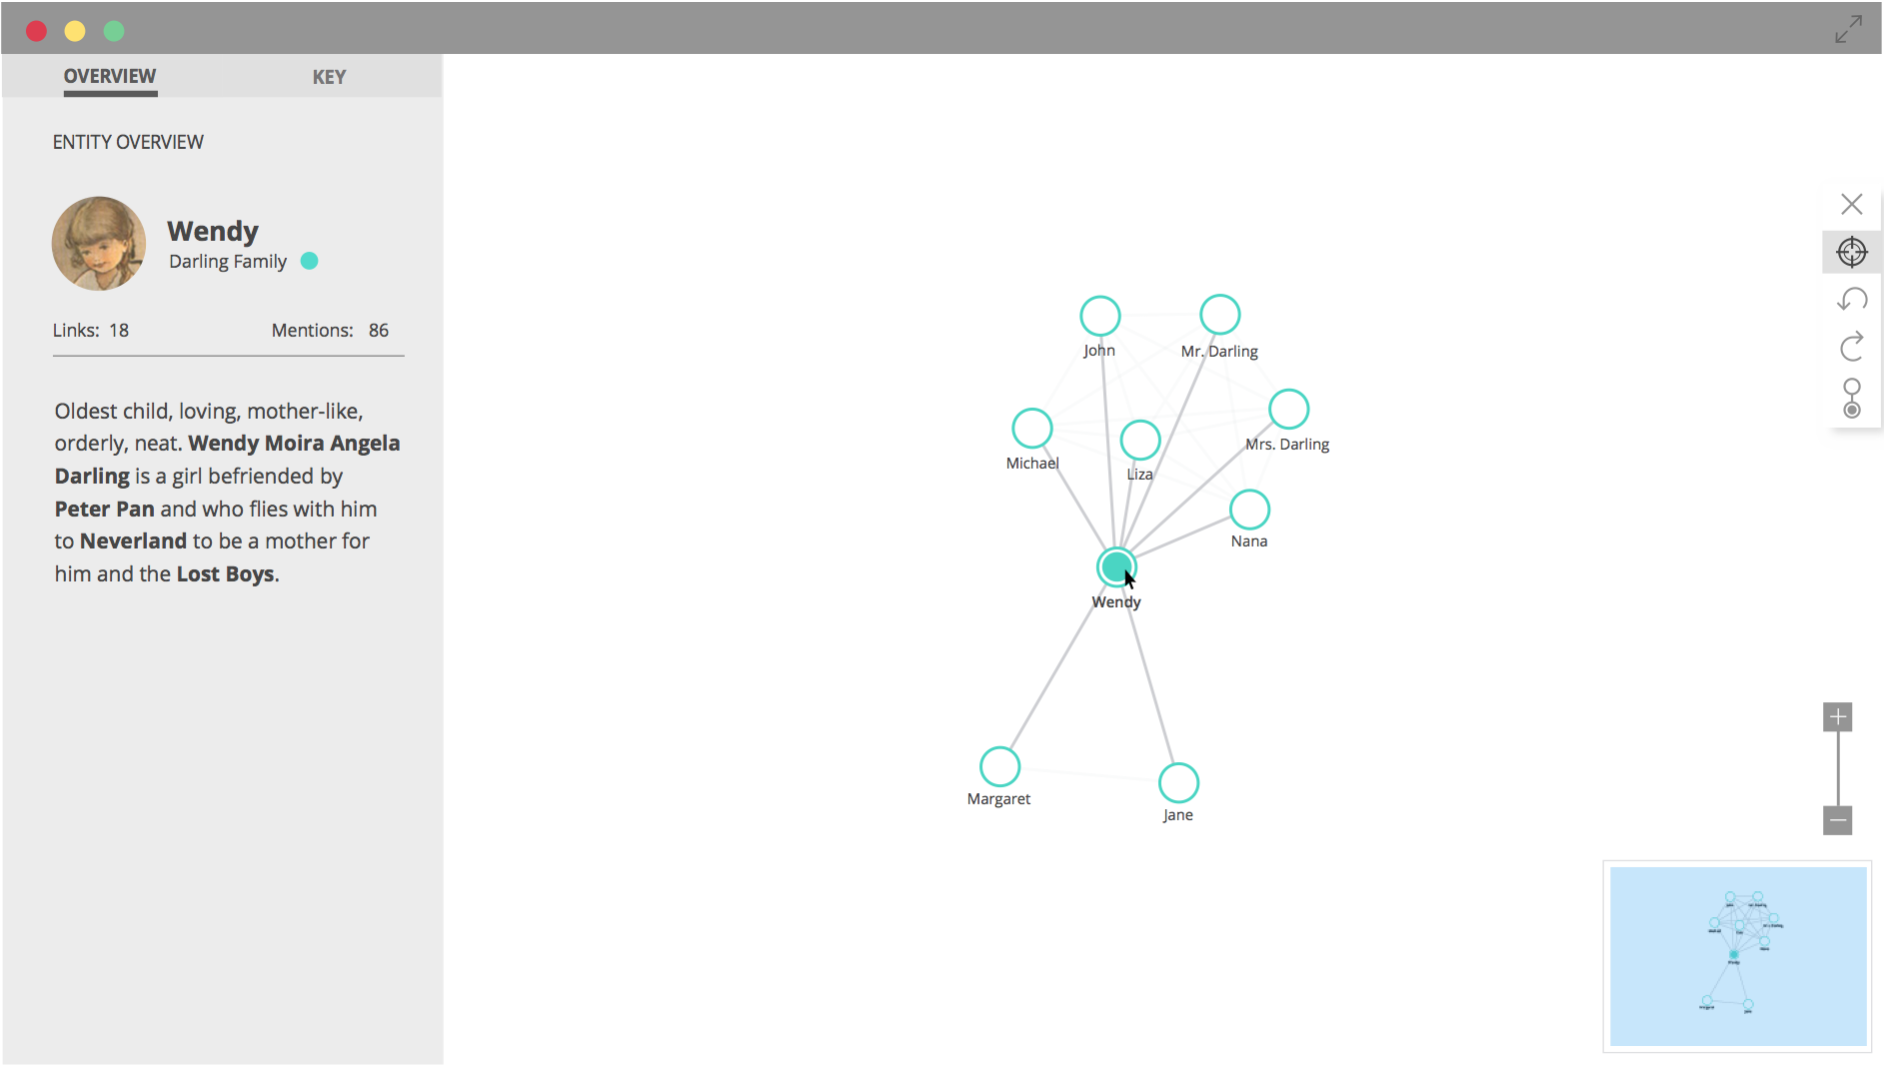 OVERVIEW
KEY
ENTITY OVERVIEW
Wendy
Darling Family
Links: 18
Mentions: 86
Oldest child, loving, mother-like,
orderly, neat. Wendy Moira Angela
Darling is a girl befriended by
Peter Pan and who flies with him
to Neverland to be a mother for
him and the Lost Boys.
John
Mr. Darling
Michael
Liza
Mrs. Darling
Nana
Wendy
Margaret
Jane